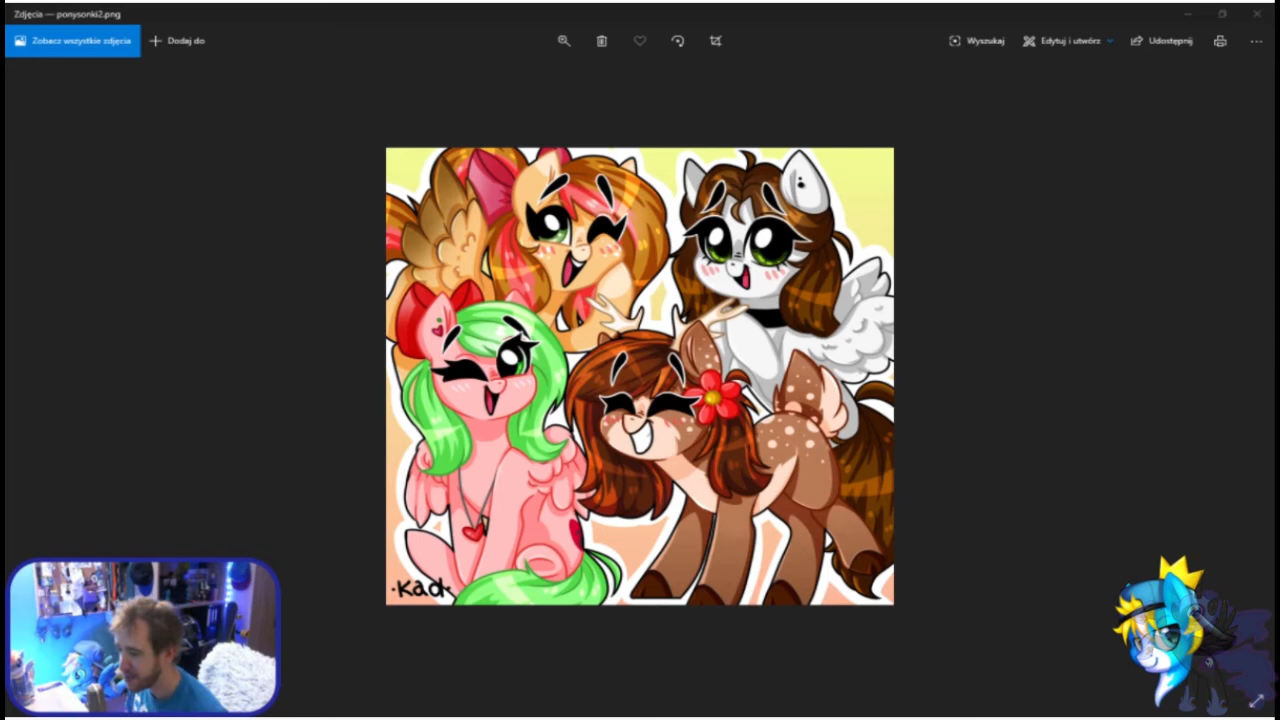 Zdjęcia — ponysonki2.png
Zobacz wszystkie zdjęcia
Dodaj do
Wyszukaj
Edytuj i utwórz
Udostępnij
·Kad·